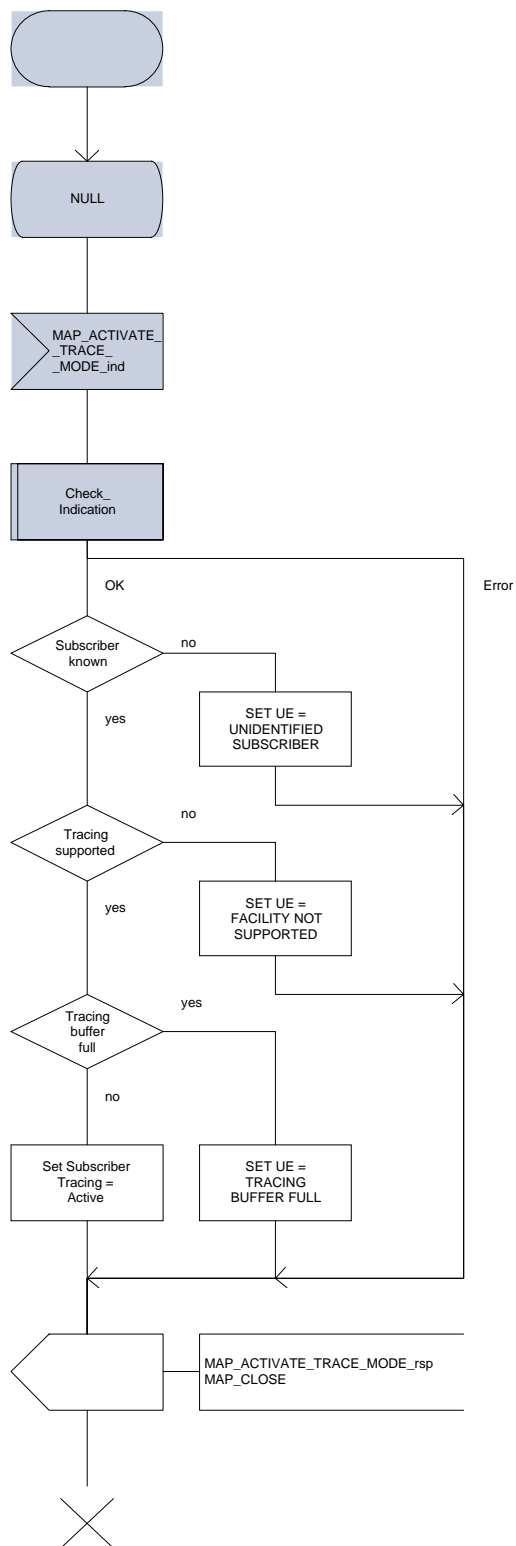 NULL
MAP_ACTIVATE_
_TRACE_
_MODE_ind
Check_
Indication
OK
Error
Subscriber
known
no
yes
SET UE =
UNIDENTIFIED
SUBSCRIBER
Tracing
supported
no
yes
SET UE =
FACILITY NOT
SUPPORTED
Tracing
buffer
full
yes
no
Set Subscriber
Tracing =
Active
SET UE =
TRACING
BUFFER FULL
MAP_ACTIVATE_TRACE_MODE_rsp
MAP_CLOSE